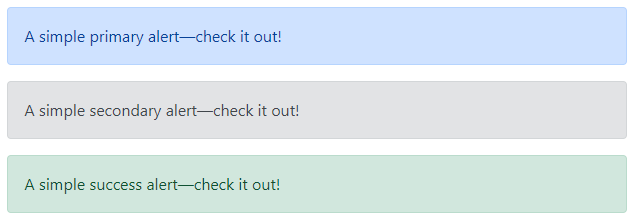 A simple primary alert—check it out!
A simple secondary alert—check it out!
A simple success alert—check it out!